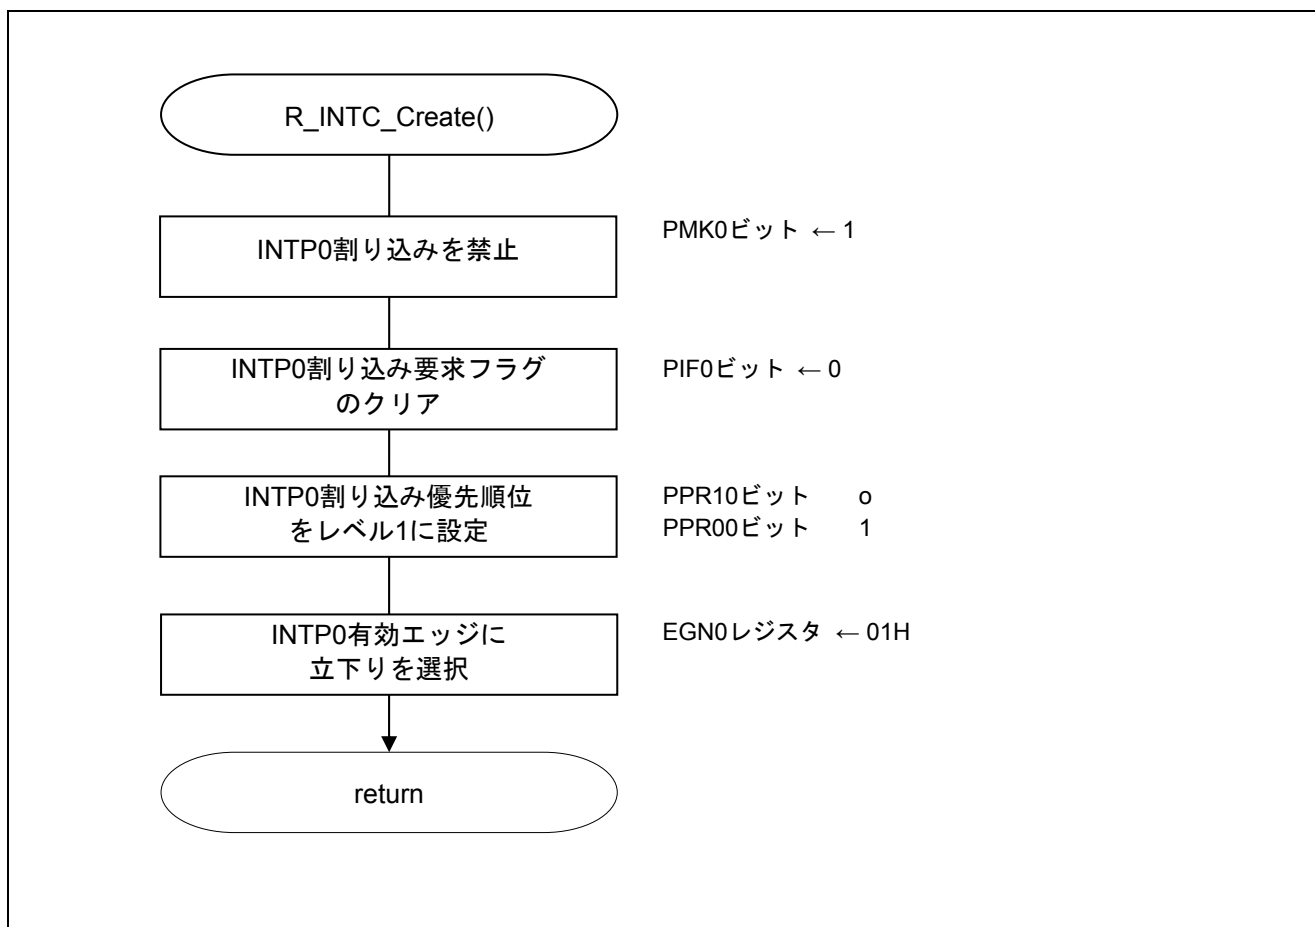 R_INTC_Create()
INTP0割り込みを禁止
PMK0ビット ← 1
INTP0割り込み要求フラグ
のクリア
PIF0ビット ← 0
INTP0割り込み優先順位
をレベル1に設定
PPR10ビット o
PPR00ビット 1
INTP0有効エッジに
立下りを選択
EGN0レジスタ ← 01H
return